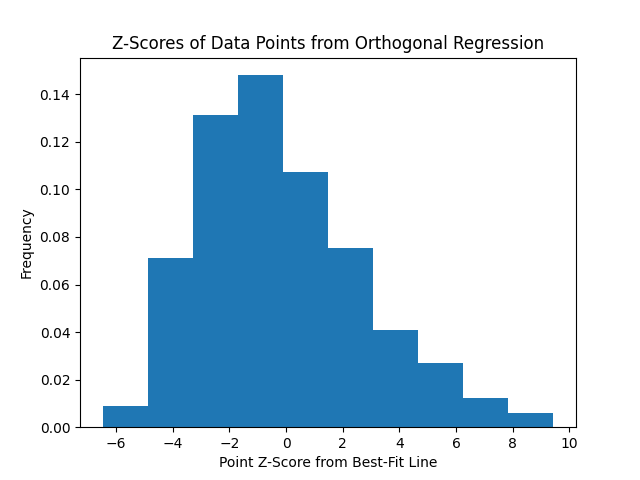 Z-Scores of Data Points from Orthogonal Regression
0.14
0.12
0.10
0.08
0.06
0.04
0.02
0.00
Frequency
−6 −4 −2 0 2 4 6 8 10
Point Z-Score from Best-Fit Line